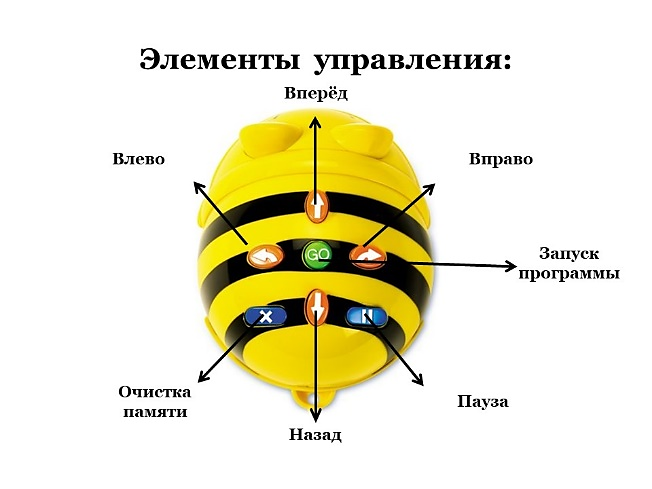 Элементы управления:
Вперёд
Влево
Вправо
GO
Запуск
программы
Очистка
памяти
Пауза
Назад